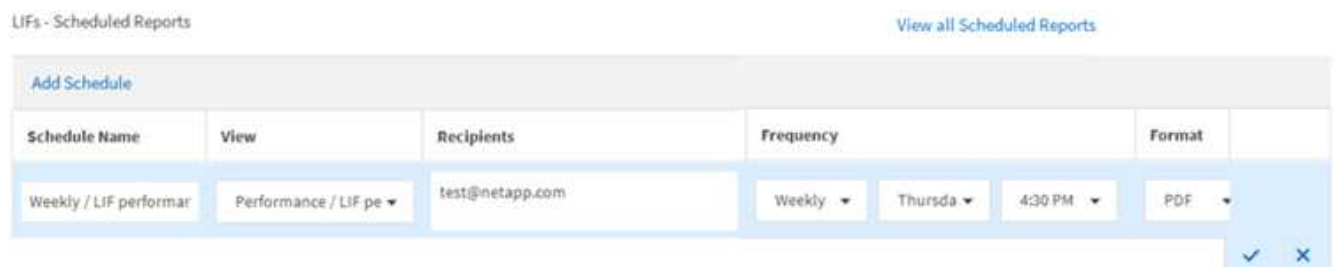 LIFs - Scheduled Reports View all Scheduled Reports
Add Schedule
Schedule Name View Recipients Frequency Format
Weekly / LIF performar Performance / LIF pe test@netapp.com Weekly Thursda 4:30 PM PDF